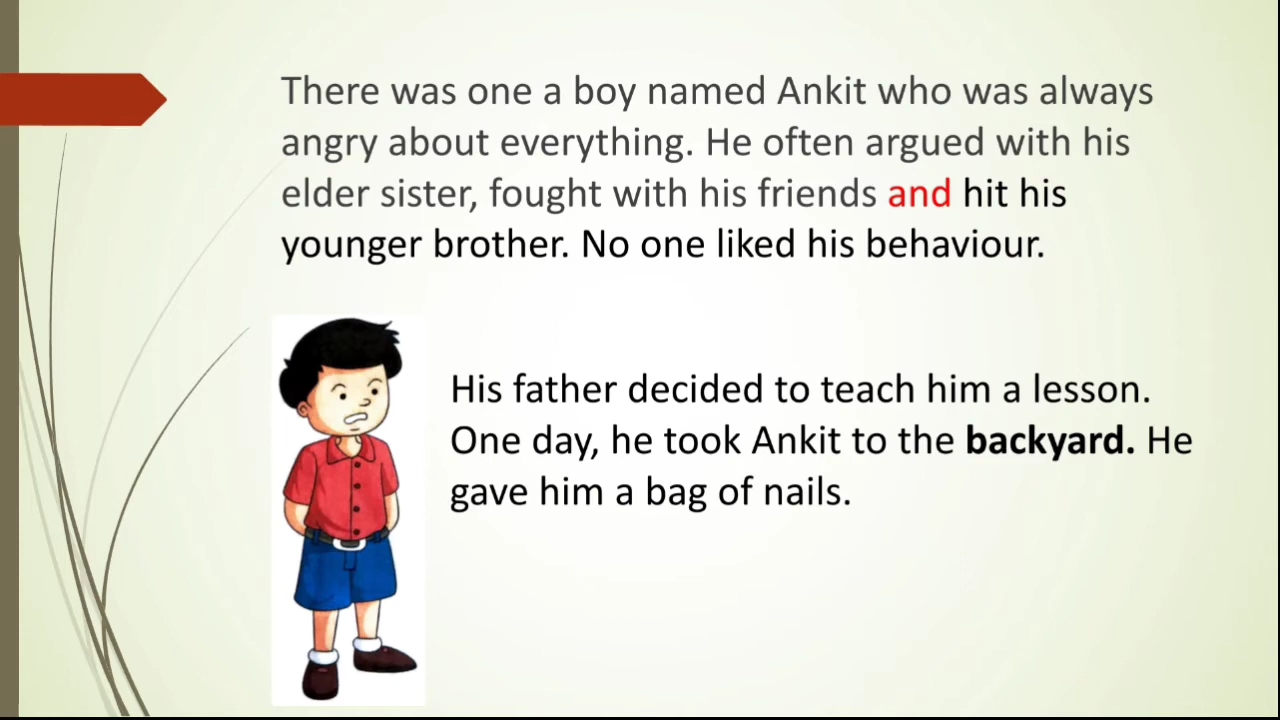 There was one a boy named Ankit who was always
angry about everything. He often argued with his
elder sister, fought with his friends and hit his
younger brother. No one liked his behaviour.
His father decided to teach him a lesson.
One day, he took Ankit to the backyard. He
gave him a bag of nails.